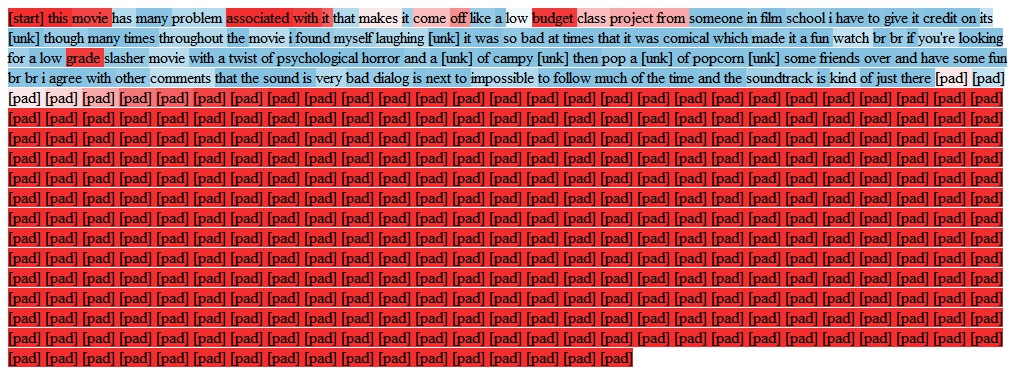 [start] this movie has many problem associated with it that makes it come off like a low budget class project from someone in film school i have to give it credit on its
[unk] though many times throughout the movie i found myself laughing [unk] it was so bad at times that it was comical which made it a fun watch br br if you're looking
for a low grade slasher movie with a twist of psychological horror and a [unk] of campy [unk] then pop a [unk] of popcorn [unk] some friends over and have some fun
br br i agree with other comments that the sound is very bad dialog is next to impossible to follow much of the time and the soundtrack is kind of just there [pad] [pad]
[pad] [pad] [pad] [pad] [pad] [pad] [pad] [pad] [pad] [pad] [pad] [pad] [pad] [pad] [pad] [pad] [pad] [pad] [pad] [pad] [pad] [pad] [pad] [pad] [pad] [pad] [pad]
[pad] [pad] [pad] [pad] [pad] [pad] [pad] [pad] [pad] [pad] [pad] [pad] [pad] [pad] [pad] [pad] [pad] [pad] [pad] [pad] [pad] [pad] [pad] [pad] [pad] [pad] [pad]
[pad] [pad] [pad] [pad] [pad] [pad] [pad] [pad] [pad] [pad] [pad] [pad] [pad] [pad] [pad] [pad] [pad] [pad] [pad] [pad] [pad] [pad] [pad] [pad] [pad] [pad] [pad]
[pad] [pad] [pad] [pad] [pad] [pad] [pad] [pad] [pad] [pad] [pad] [pad] [pad] [pad] [pad] [pad] [pad] [pad] [pad] [pad] [pad] [pad] [pad] [pad] [pad] [pad] [pad]
[pad] [pad] [pad] [pad] [pad] [pad] [pad] [pad] [pad] [pad] [pad] [pad] [pad] [pad] [pad] [pad] [pad] [pad] [pad] [pad] [pad] [pad] [pad] [pad] [pad] [pad] [pad]
[pad] [pad] [pad] [pad] [pad] [pad] [pad] [pad] [pad] [pad] [pad] [pad] [pad] [pad] [pad] [pad] [pad] [pad] [pad] [pad] [pad] [pad] [pad] [pad] [pad] [pad] [pad]
[pad] [pad] [pad] [pad] [pad] [pad] [pad] [pad] [pad] [pad] [pad] [pad] [pad] [pad] [pad] [pad] [pad] [pad] [pad] [pad] [pad] [pad] [pad] [pad] [pad] [pad] [pad]
[pad] [pad] [pad] [pad] [pad] [pad] [pad] [pad] [pad] [pad] [pad] [pad] [pad] [pad] [pad] [pad] [pad] [pad] [pad] [pad] [pad] [pad] [pad] [pad] [pad] [pad] [pad]
[pad] [pad] [pad] [pad] [pad] [pad] [pad] [pad] [pad] [pad] [pad] [pad] [pad] [pad] [pad] [pad] [pad] [pad] [pad] [pad] [pad] [pad] [pad] [pad] [pad] [pad] [pad]
[pad] [pad] [pad] [pad] [pad] [pad] [pad] [pad] [pad] [pad] [pad] [pad] [pad] [pad] [pad] [pad] [pad] [pad] [pad] [pad] [pad] [pad] [pad] [pad] [pad] [pad] [pad]
[pad] [pad] [pad] [pad] [pad] [pad] [pad] [pad] [pad] [pad] [pad] [pad] [pad] [pad] [pad] [pad] [pad] [pad] [pad] [pad] [pad] [pad] [pad] [pad] [pad] [pad] [pad]
[pad] [pad] [pad] [pad] [pad] [pad] [pad] [pad] [pad] [pad] [pad] [pad] [pad] [pad] [pad] [pad] [pad] [pad] [pad] [pad] [pad] [pad] [pad] [pad] [pad] [pad] [pad]
[pad] [pad] [pad] [pad] [pad] [pad] [pad] [pad] [pad] [pad] [pad] [pad] [pad] [pad] [pad] [pad] [pad] [pad] [pad] [pad] [pad] [pad] [pad] [pad] [pad] [pad] [pad]
[pad] [pad] [pad] [pad] [pad] [pad] [pad] [pad] [pad] [pad] [pad] [pad] [pad] [pad] [pad] [pad] [pad]